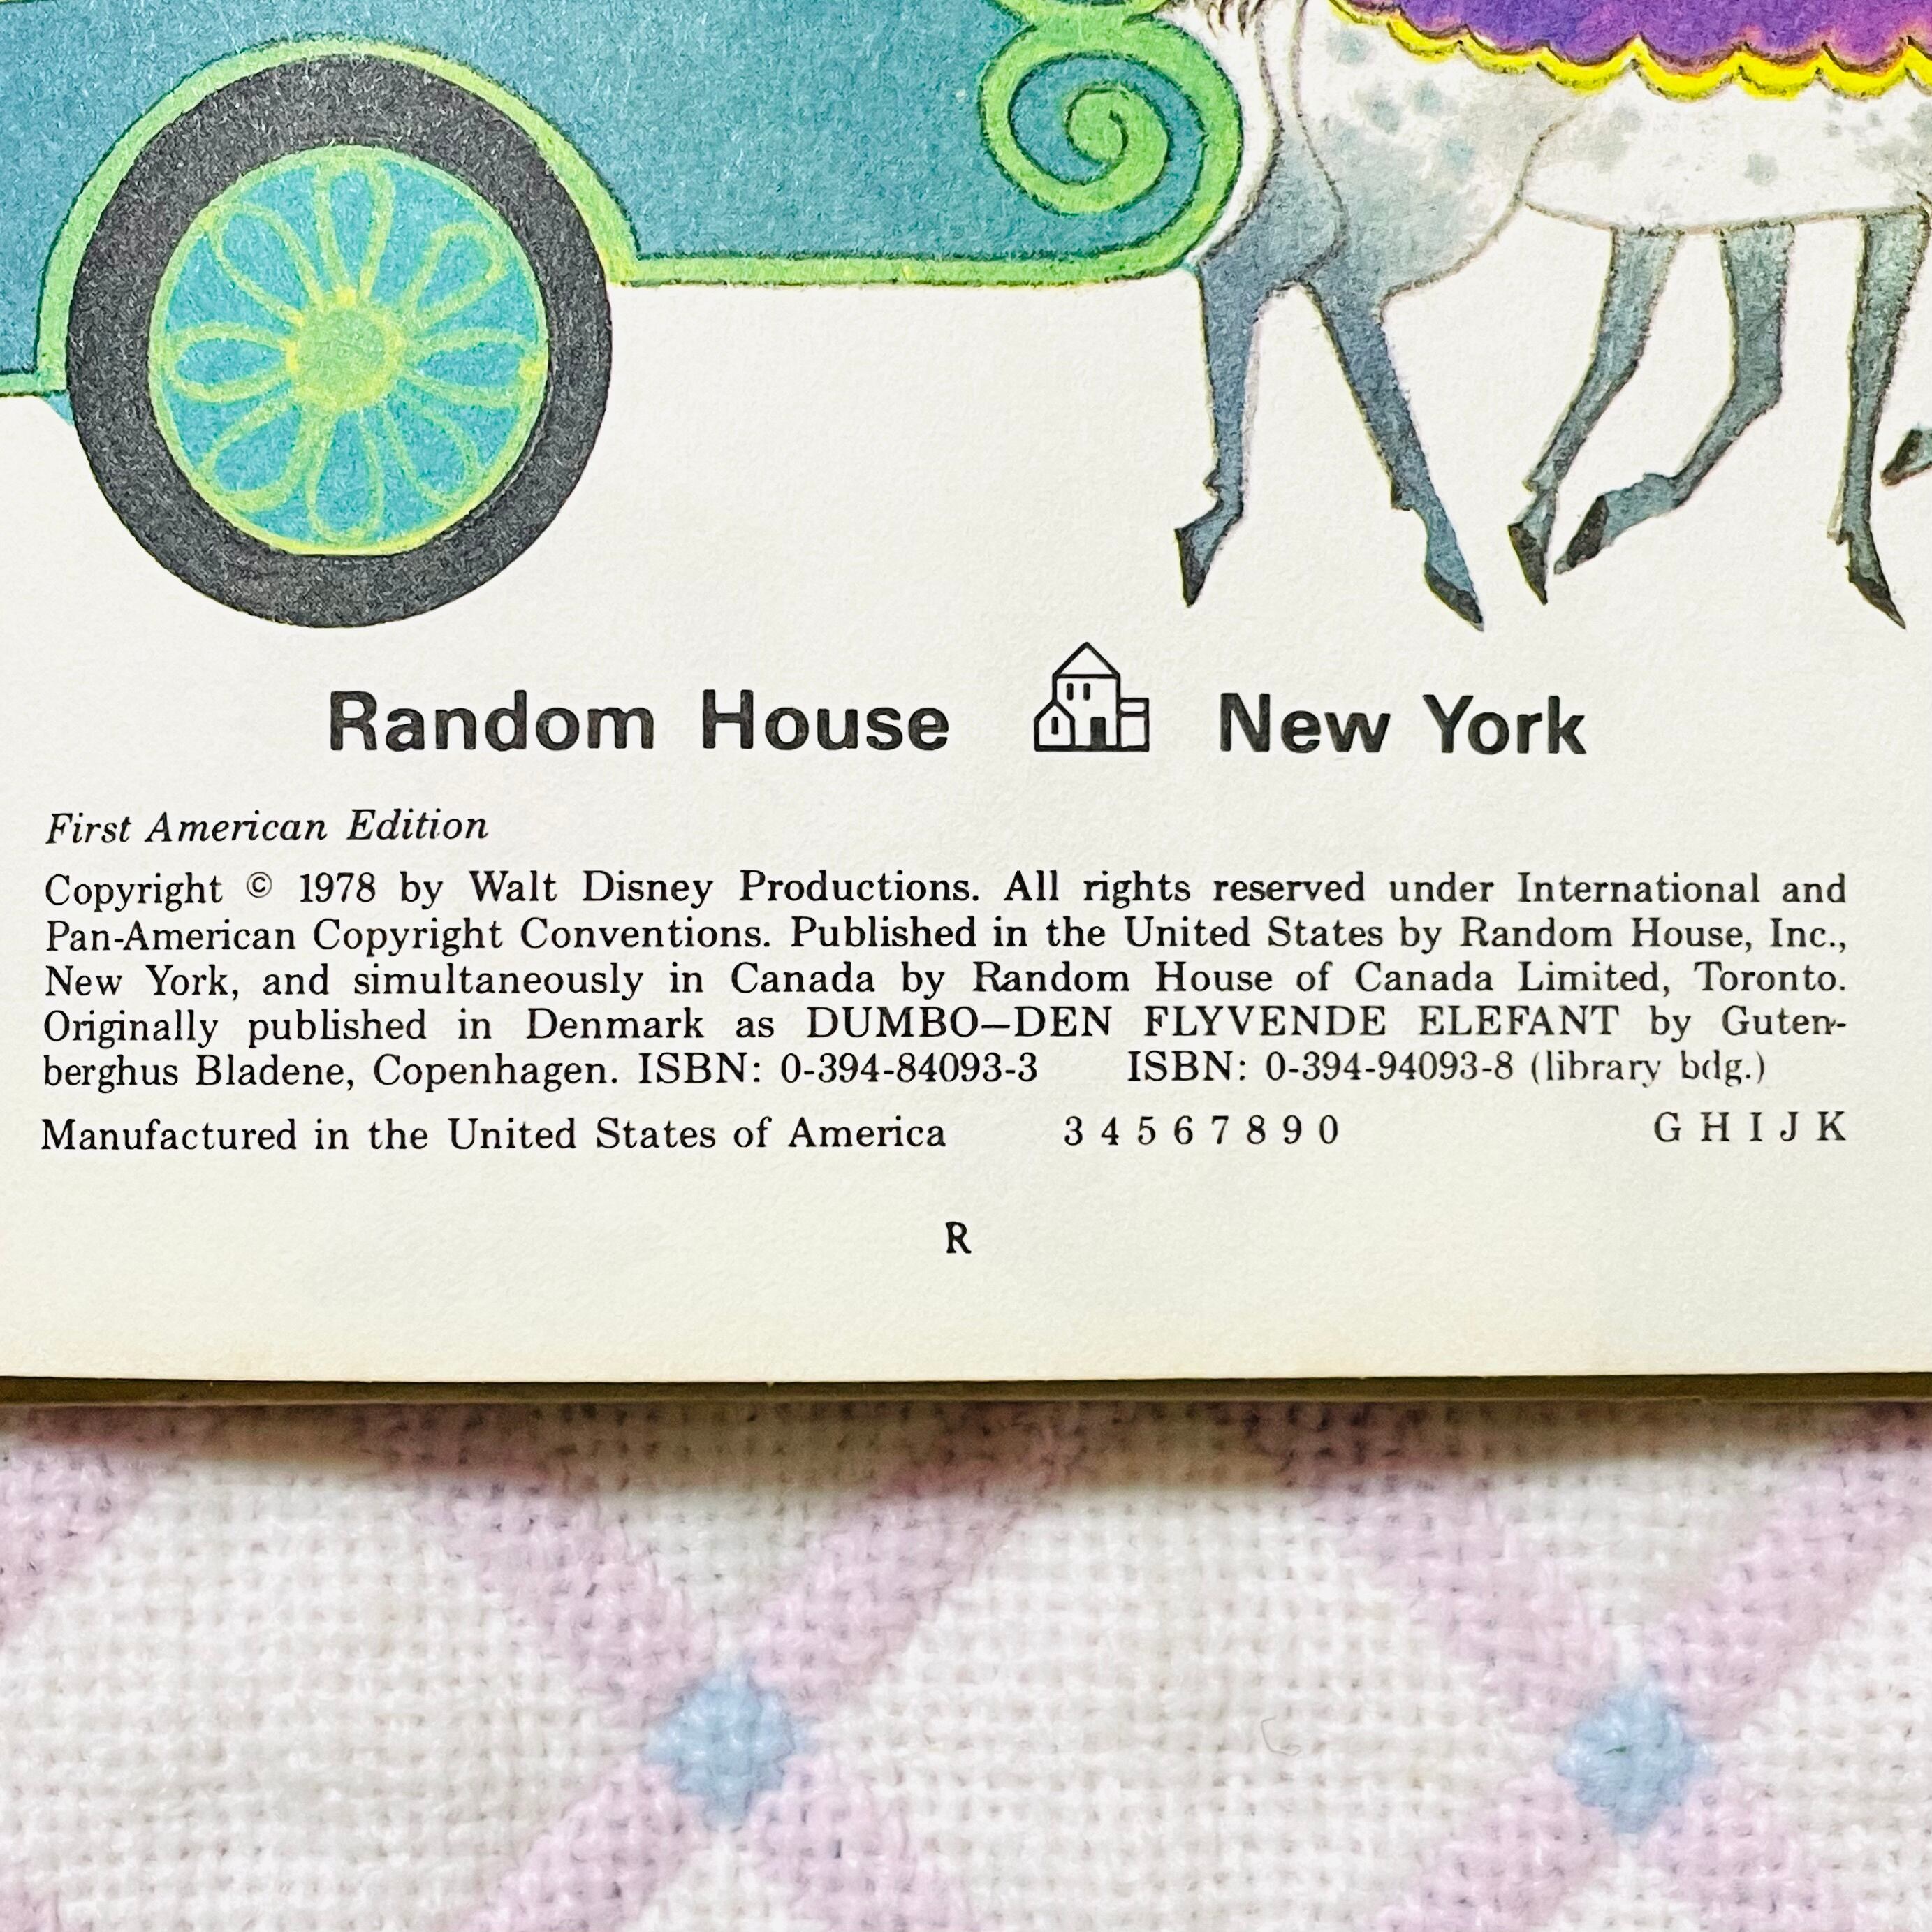 Random House New York
First American Edition
Copyright © 1978 by Walt Disney Productions. All rights reserved under International and
Pan-American Copyright Conventions. Published in the United States by Random House, Inc.,
New York, and simultaneously in Canada by Random House of Canada Limited, Toronto.
Originally published in Denmark as DUMBO—DEN FLYVENDE ELEFANT by Guten-
berghus Bladene, Copenhagen. ISBN: 0-394-84093-3 ISBN: 0-394-94093-8 (library bdg.)
Manufactured in the United States of America 3 4 5 6 7 8 9 0 G H I J K
R